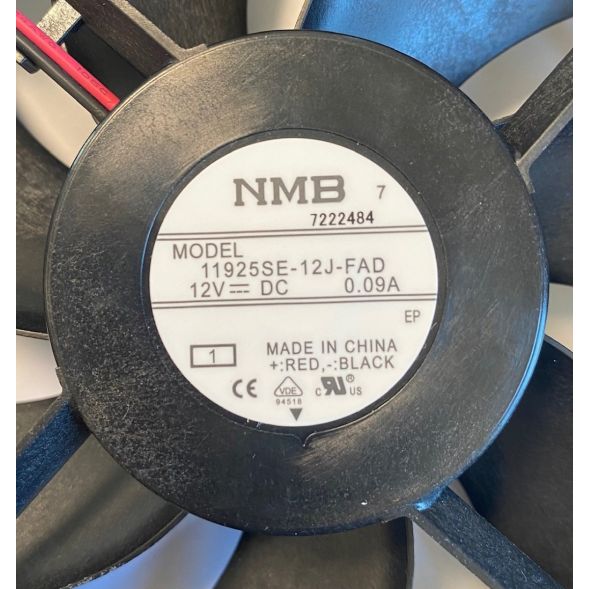 NMB 7
7222484
MODEL
11925SE-12J-FAD
12V DC 0.09A
EP
1 MADE IN CHINA
+:RED,-:BLACK
CE VDE c RU ® US
94518